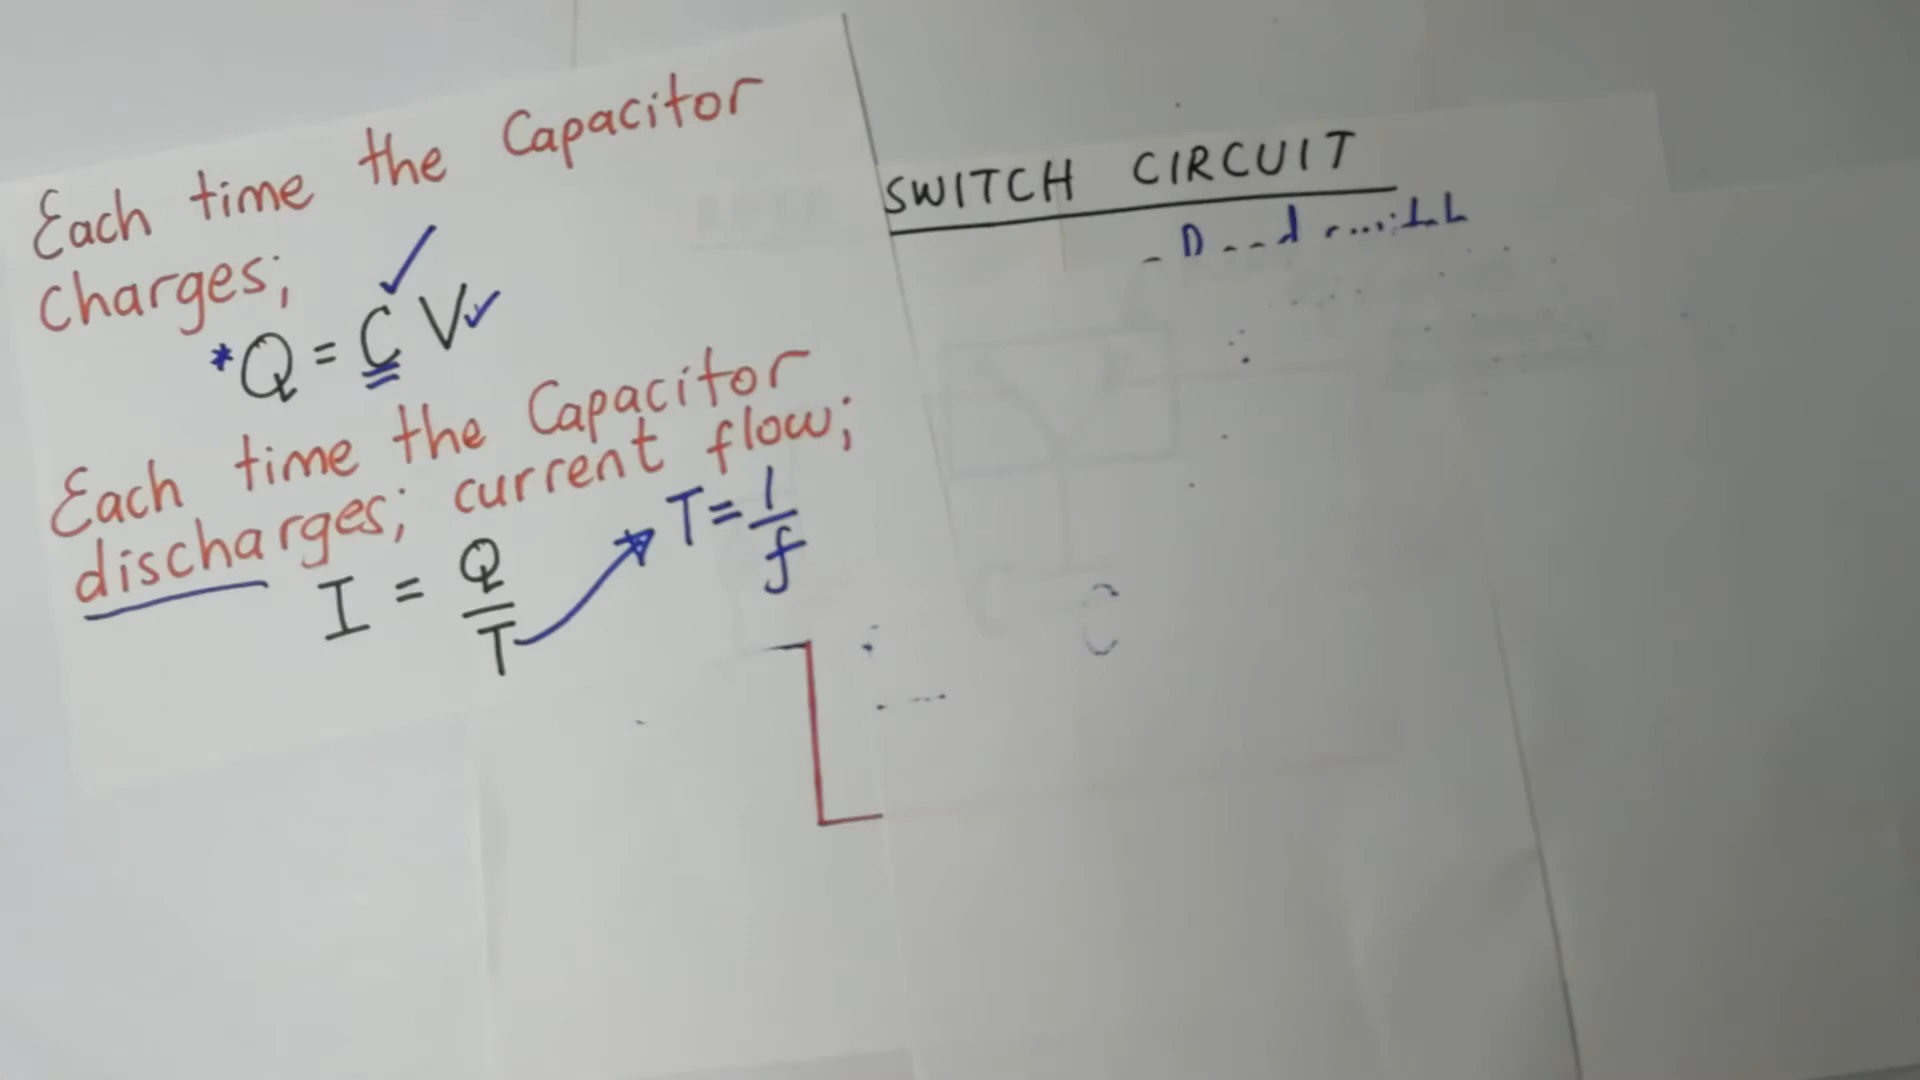 Each time the Capacitor
charges;
*Q = C V
Each time the Capacitor
discharges; current flow;
I = Q/T
T = 1/f
SWITCH CIRCUIT
C